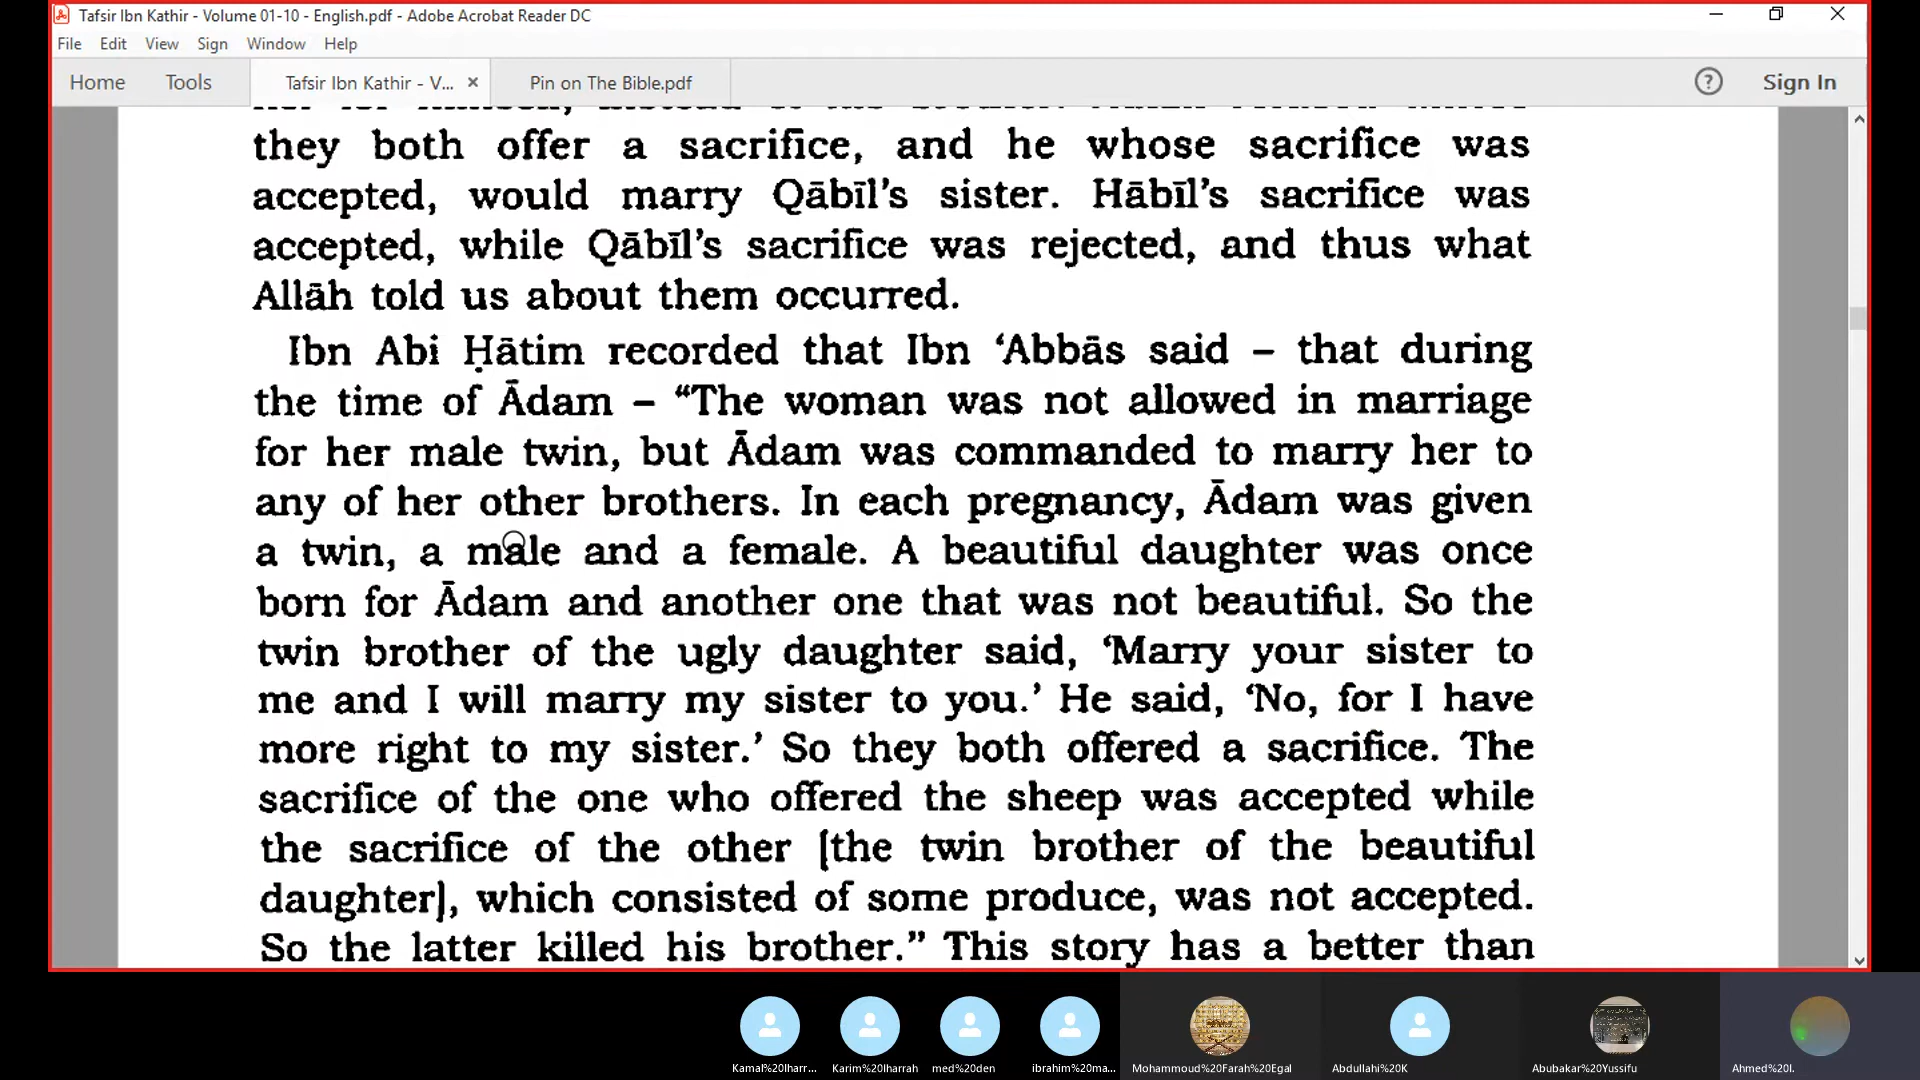 Tafsir Ibn Kathir - Volume 01-10 - English.pdf - Adobe Acrobat Reader DC
File Edit View Sign Window Help
Home Tools Tafsir Ibn Kathir - V... × Pin on The Bible.pdf ? Sign In
they both offer a sacrifice, and he whose sacrifice was
accepted, would marry Qābīl’s sister. Hābīl’s sacrifice was
accepted, while Qābīl’s sacrifice was rejected, and thus what
Allāh told us about them occurred.
Ibn Abi Ḥātim recorded that Ibn ‘Abbās said – that during
the time of Ādam – “The woman was not allowed in marriage
for her male twin, but Ādam was commanded to marry her to
any of her other brothers. In each pregnancy, Ādam was given
a twin, a male and a female. A beautiful daughter was once
born for Ādam and another one that was not beautiful. So the
twin brother of the ugly daughter said, ‘Marry your sister to
me and I will marry my sister to you.’ He said, ‘No, for I have
more right to my sister.’ So they both offered a sacrifice. The
sacrifice of the one who offered the sheep was accepted while
the sacrifice of the other [the twin brother of the beautiful
daughter], which consisted of some produce, was not accepted.
So the latter killed his brother.” This story has a better than
Kamal%20Iharr... Karim%20Iharrah med%20den ibrahim%20ma... Mohammoud%20Farah%20Egal Abdullahi%20K Abubakar%20Yussifu Ahmed%20I.